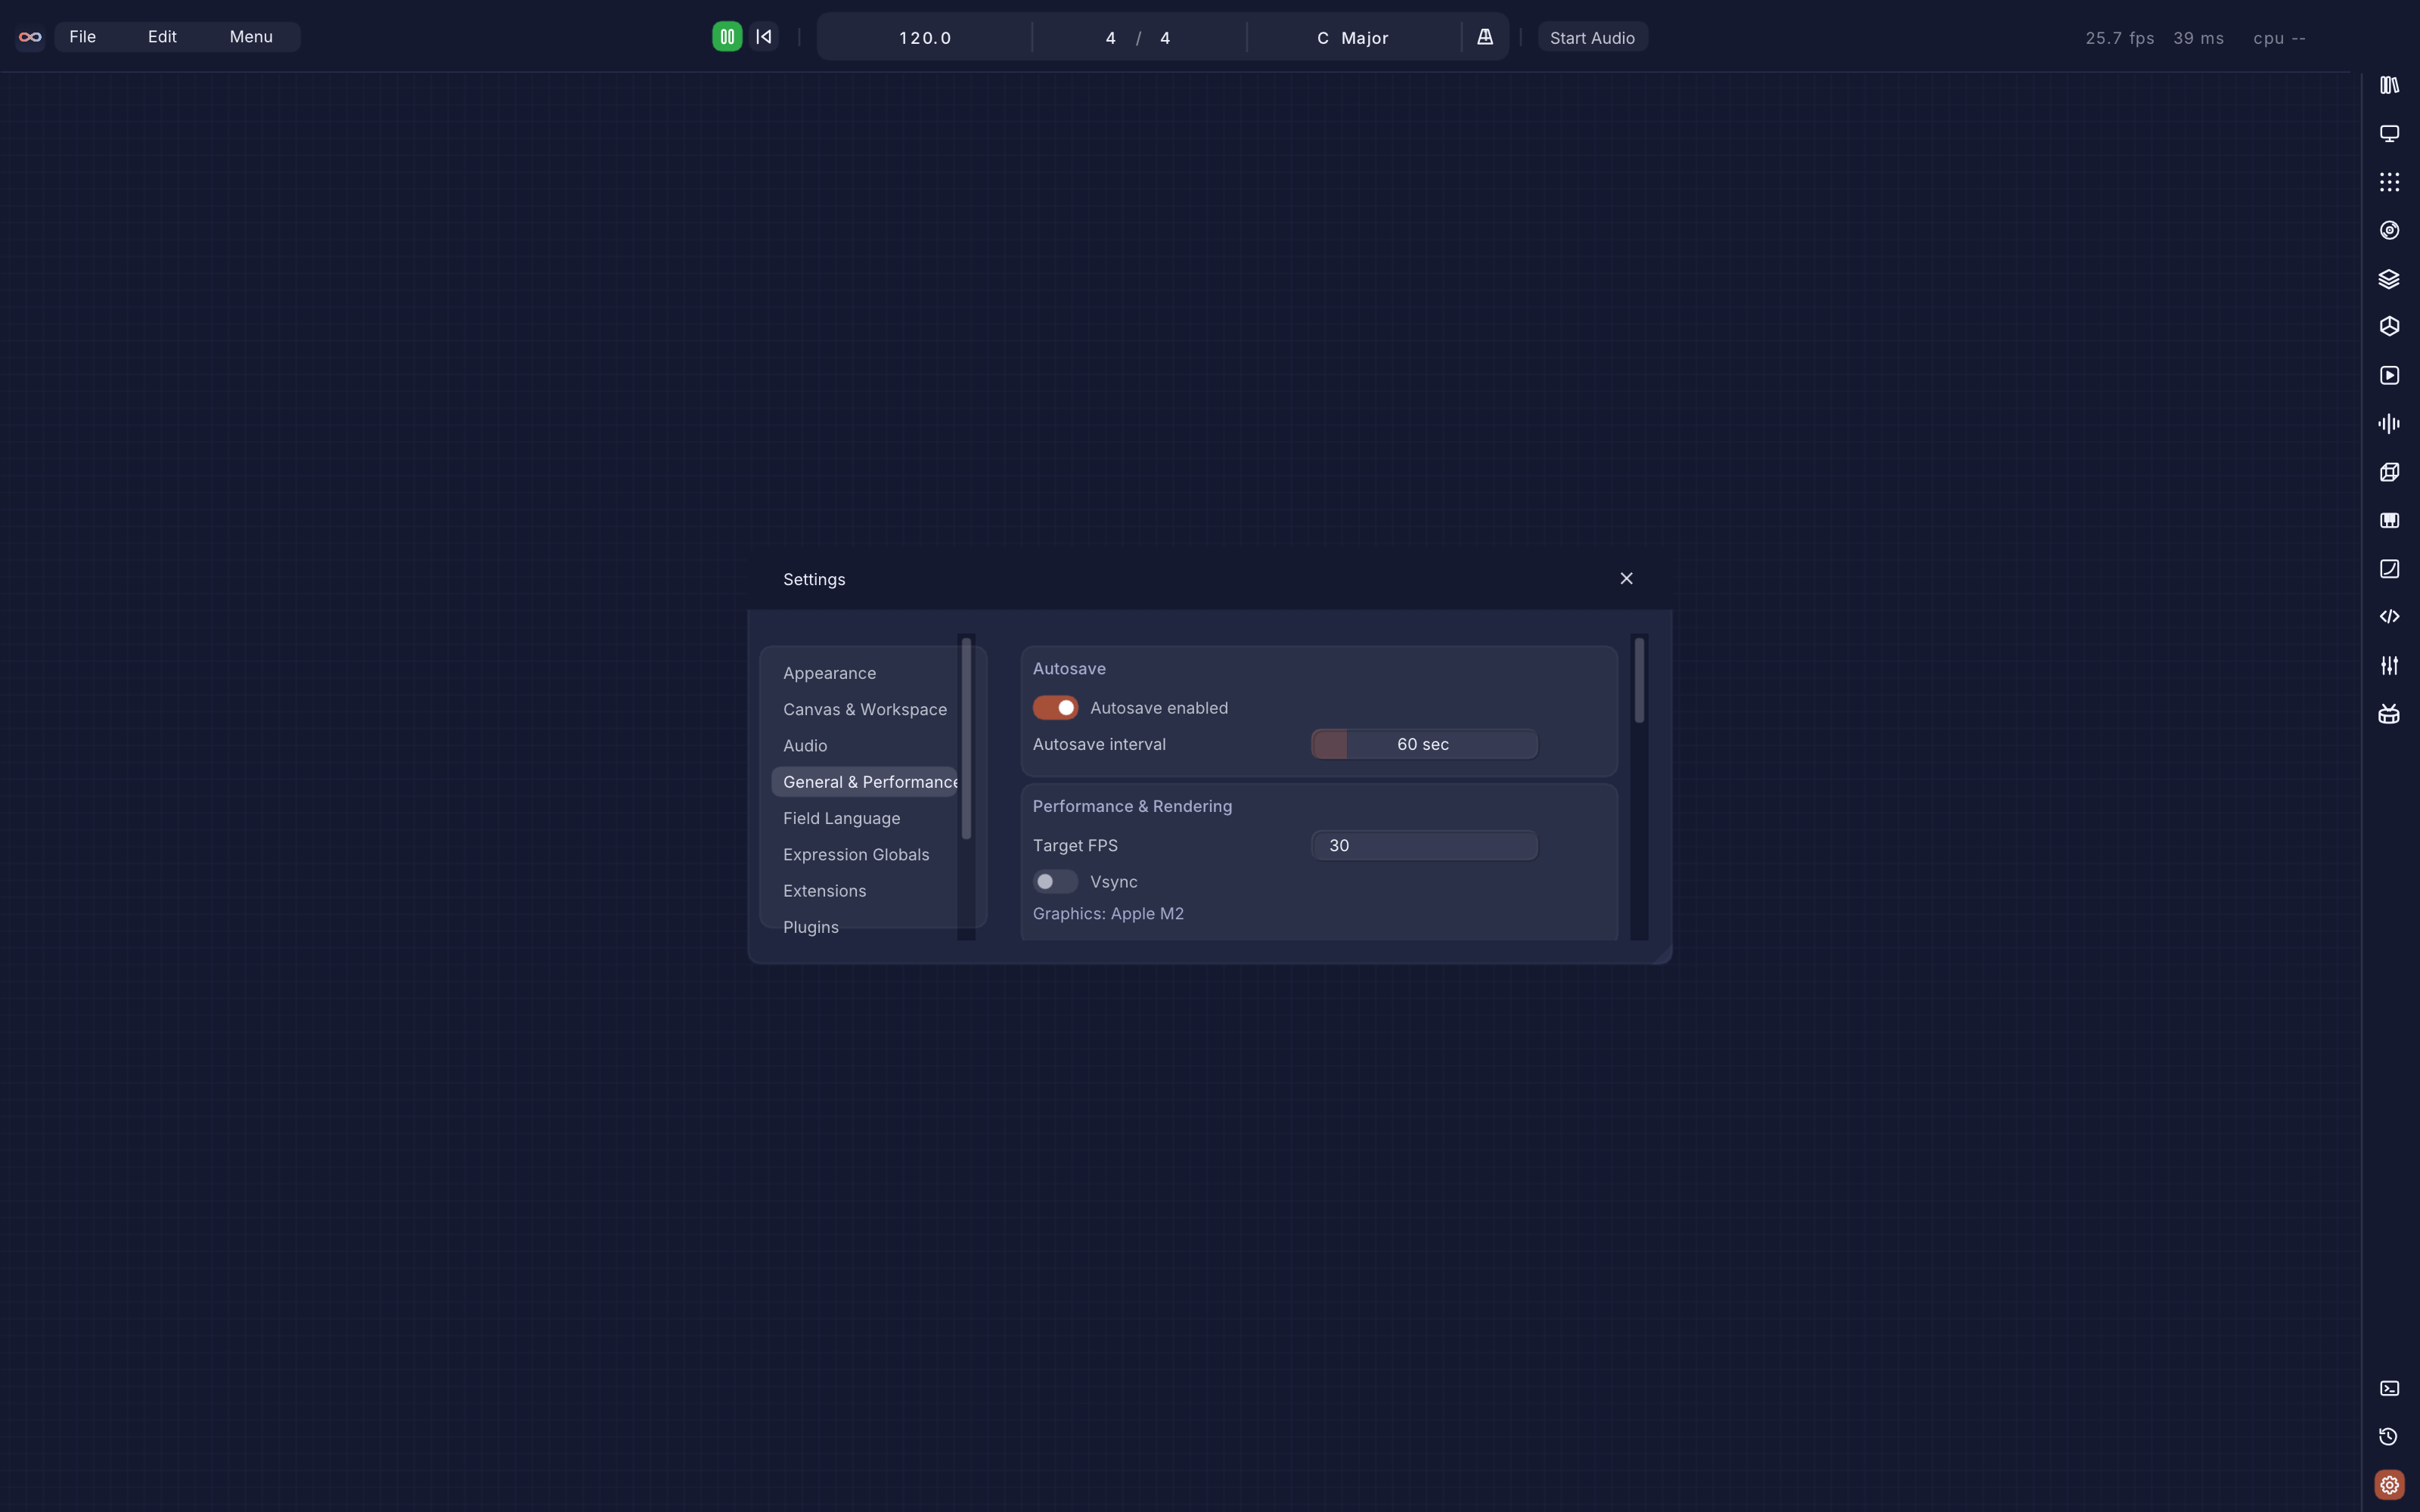 File Edit Menu 120.0 4 / 4 C Major Start Audio 25.7 fps 39 ms cpu --
Settings
Appearance
Canvas & Workspace
Audio
General & Performance
Field Language
Expression Globals
Extensions
Plugins
Autosave
Autosave enabled
Autosave interval 60 sec
Performance & Rendering
Target FPS 30
Vsync
Graphics: Apple M2